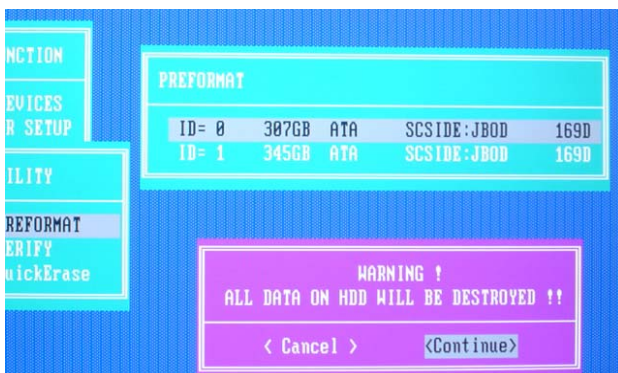 NCTION
EVICES
R SETUP
ILITY
REFORMAT
ERIFY
uickErase
PREFORMAT
ID= 0 307GB ATA SCSIDE:JBOD 169D
ID= 1 345GB ATA SCSIDE:JBOD 169D
WARNING !
ALL DATA ON HDD WILL BE DESTROYED !!
< Cancel > <Continue>